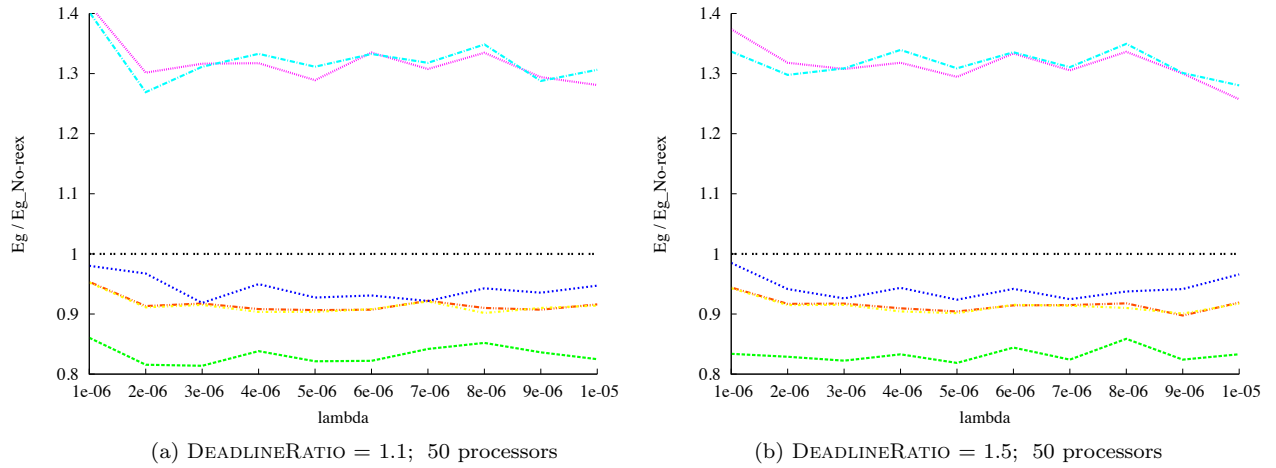 1.4
1.3
1.2
1.1
1
0.9
0.8
Eg / Eg_No-reex
1e-06 2e-06 3e-06 4e-06 5e-06 6e-06 7e-06 8e-06 9e-06 1e-05
lambda
(a) DEADLINERATIO = 1.1; 50 processors
1.4
1.3
1.2
1.1
1
0.9
0.8
Eg / Eg_No-reex
1e-06 2e-06 3e-06 4e-06 5e-06 6e-06 7e-06 8e-06 9e-06 1e-05
lambda
(b) DEADLINERATIO = 1.5; 50 processors